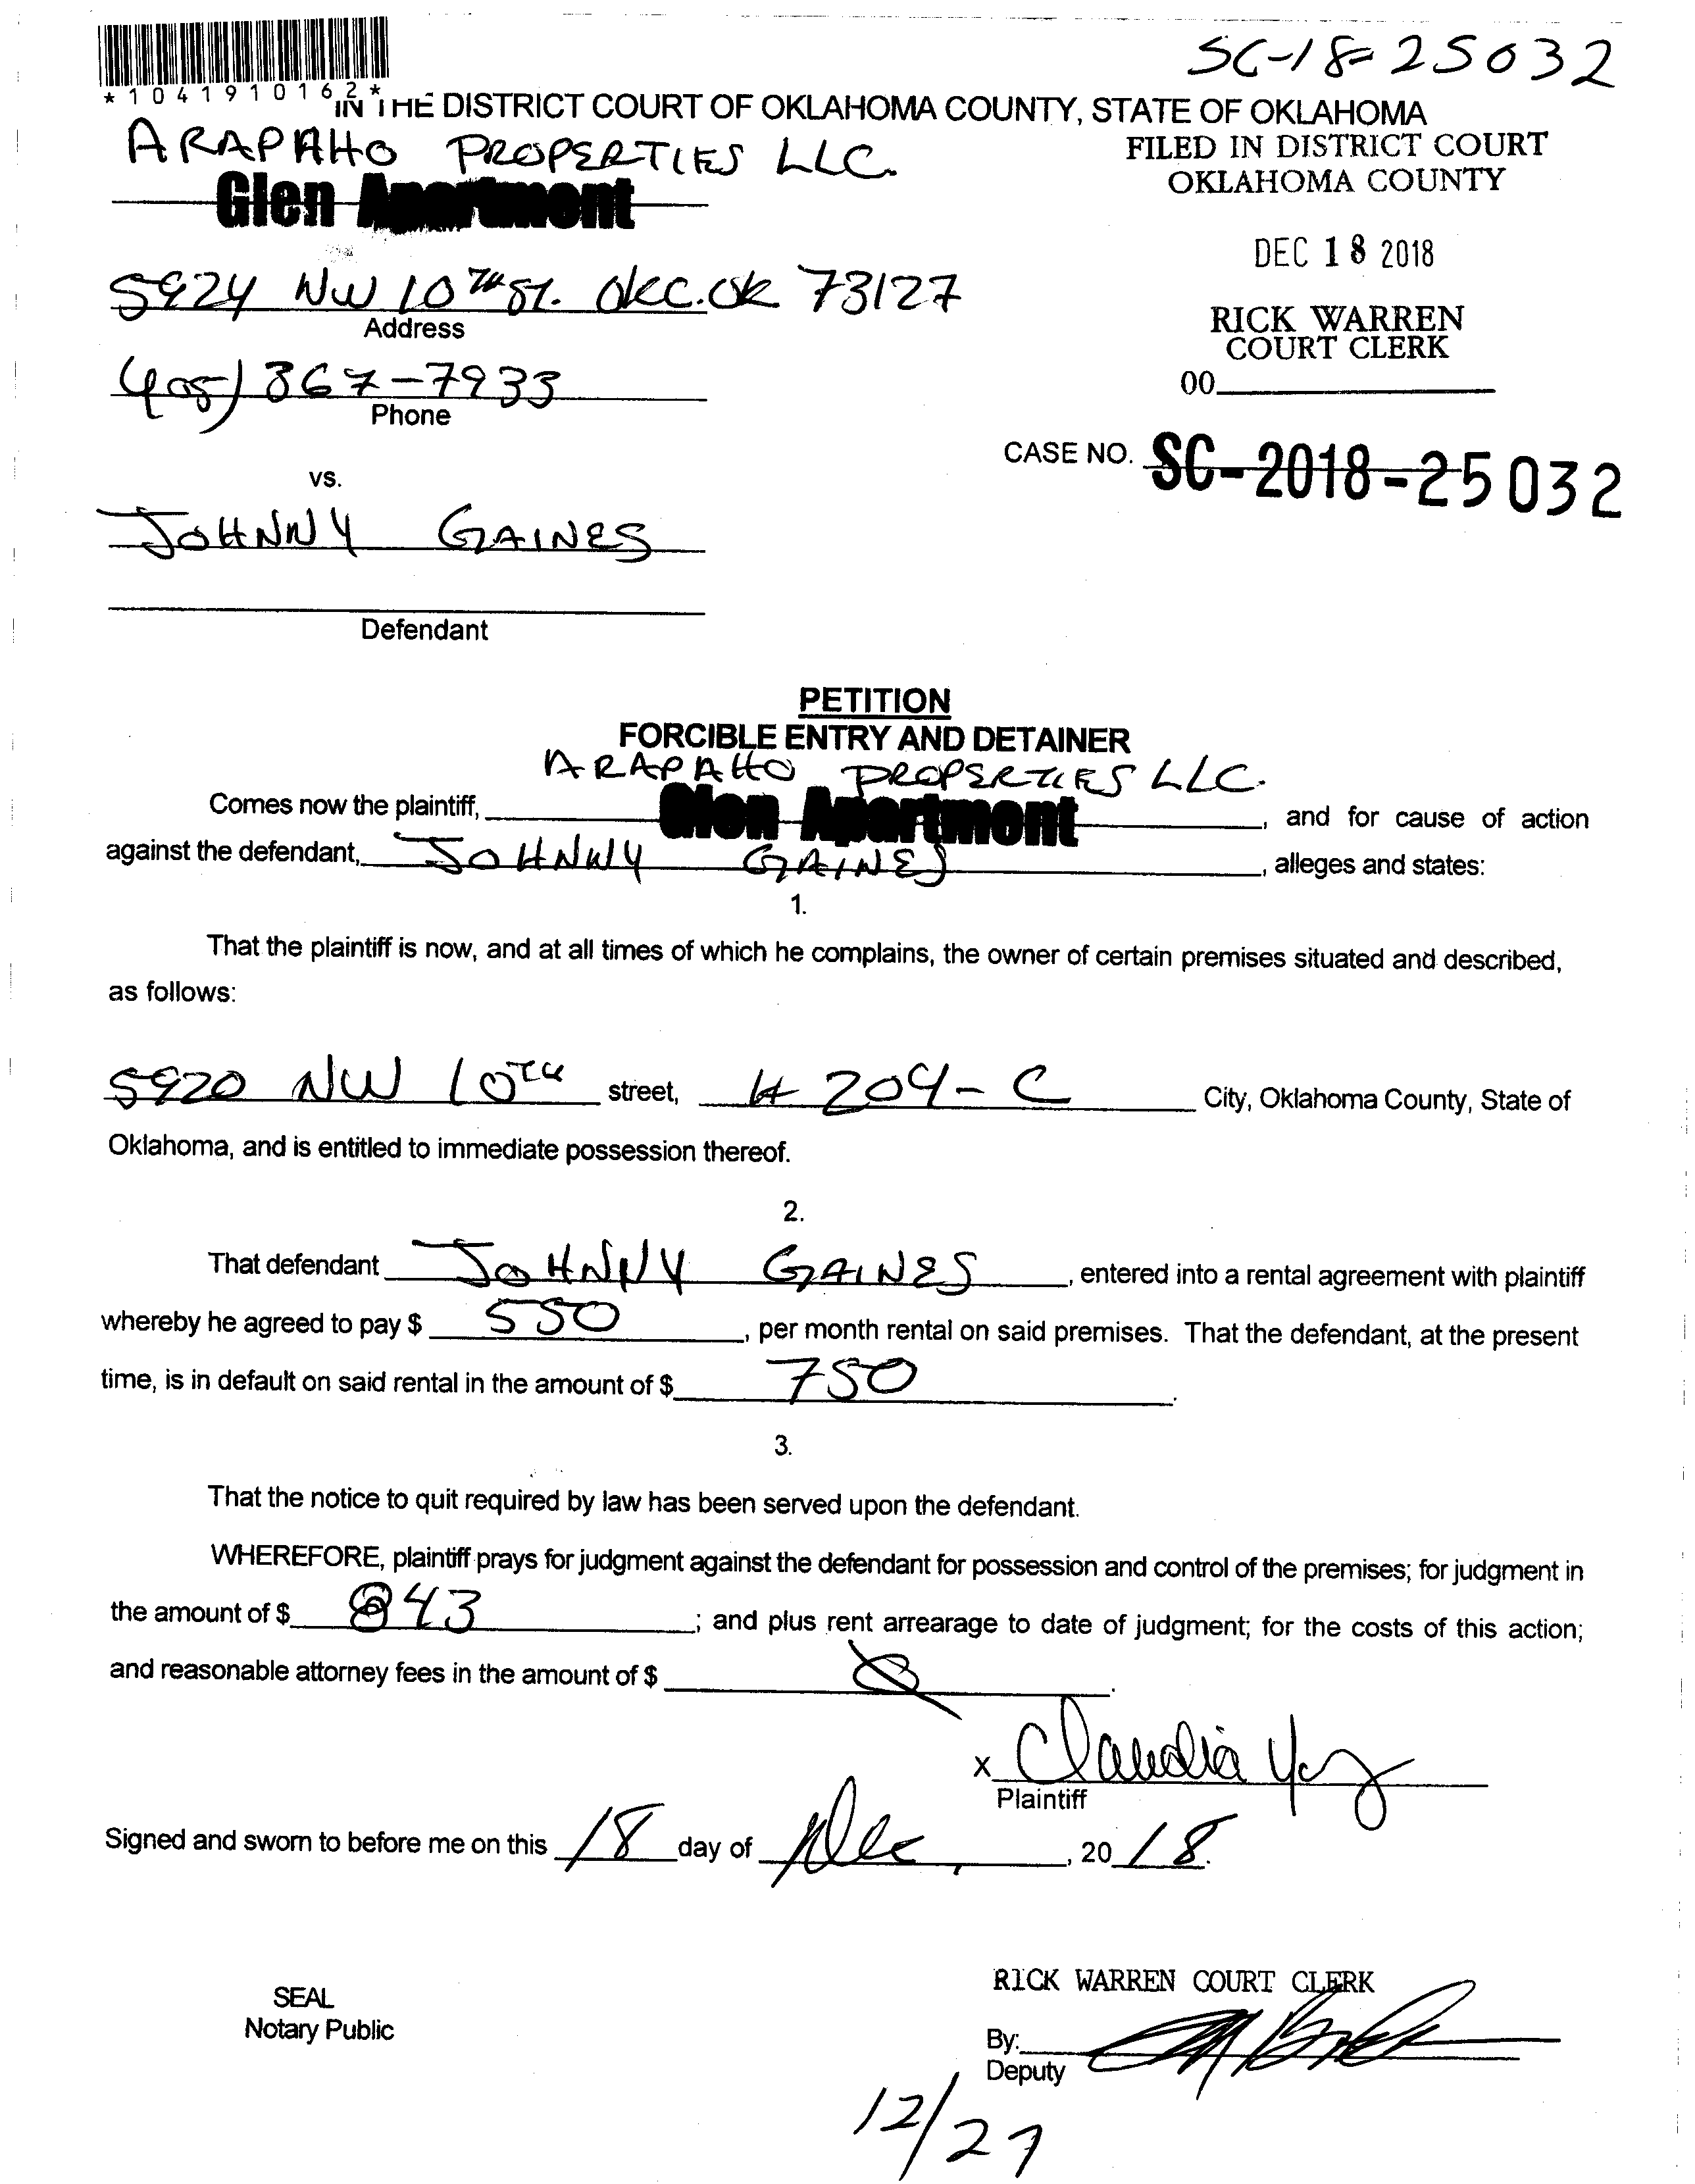 SC-18-25032
*1041910162*
IN THE DISTRICT COURT OF OKLAHOMA COUNTY, STATE OF OKLAHOMA
ARAPAHO PROPERTIES LLC.
Glen Apartment
FILED IN DISTRICT COURT
OKLAHOMA COUNTY
DEC 18 2018
5924 NW 10TH ST. OKC. OK 73127
Address
RICK WARREN
COURT CLERK
00
(405) 367-7933
Phone
CASE NO. SC-2018-25032
vs.
JOHNNY GAINES
Defendant
PETITION
FORCIBLE ENTRY AND DETAINER
ARAPAHO PROPERTIES LLC.
Comes now the plaintiff, Glen Apartment, and for cause of action
against the defendant, JOHNNY GAINES, alleges and states:
1.
That the plaintiff is now, and at all times of which he complains, the owner of certain premises situated and described,
as follows:
5920 NW 10TH street, # 204-C City, Oklahoma County, State of
Oklahoma, and is entitled to immediate possession thereof.
2.
That defendant JOHNNY GAINES, entered into a rental agreement with plaintiff
whereby he agreed to pay $ 550, per month rental on said premises. That the defendant, at the present
time, is in default on said rental in the amount of $ 750.
3.
That the notice to quit required by law has been served upon the defendant.
WHEREFORE, plaintiff prays for judgment against the defendant for possession and control of the premises; for judgment in
the amount of $ 843; and plus rent arrearage to date of judgment; for the costs of this action;
and reasonable attorney fees in the amount of $ 0.
x Claudia
Plaintiff
Signed and sworn to before me on this 18 day of Dec, 2018.
SEAL
Notary Public
RICK WARREN COURT CLERK
By:
Deputy
12/27